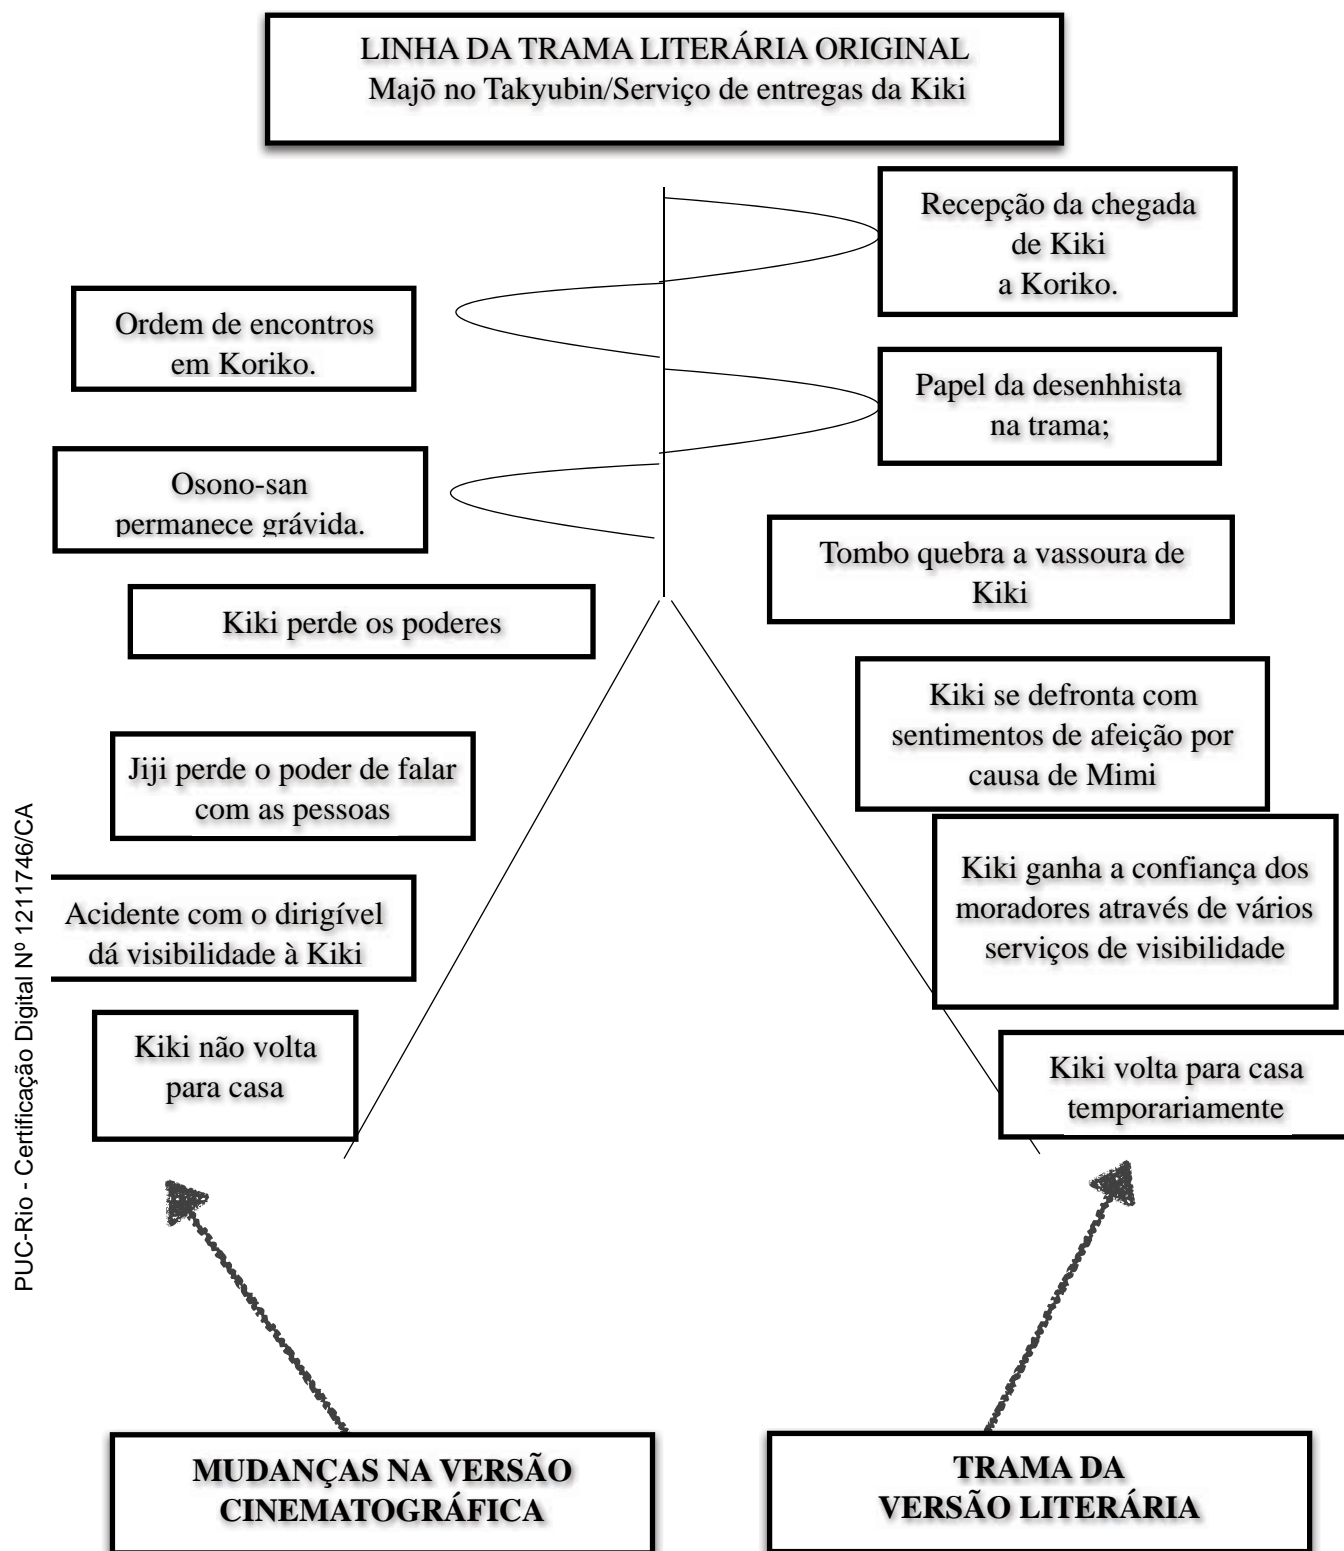 LINHA DA TRAMA LITERÁRIA ORIGINAL
Majō no Takyubin/Serviço de entregas da Kiki
Recepção da chegada
de Kiki
a Koriko.
Ordem de encontros
em Koriko.
Papel da desenhhista
na trama;
Osono-san
permanece grávida.
Tombo quebra a vassoura de
Kiki
Kiki perde os poderes
Kiki se defronta com
sentimentos de afeição por
causa de Mimi
Jiji perde o poder de falar
com as pessoas
Kiki ganha a confiança dos
moradores através de vários
serviços de visibilidade
Acidente com o dirigível
dá visibilidade à Kiki
Kiki não volta
para casa
Kiki volta para casa
temporariamente
MUDANÇAS NA VERSÃO
CINEMATOGRÁFICA
TRAMA DA
VERSÃO LITERÁRIA
PUC-Rio - Certificação Digital Nº 1211746/CA